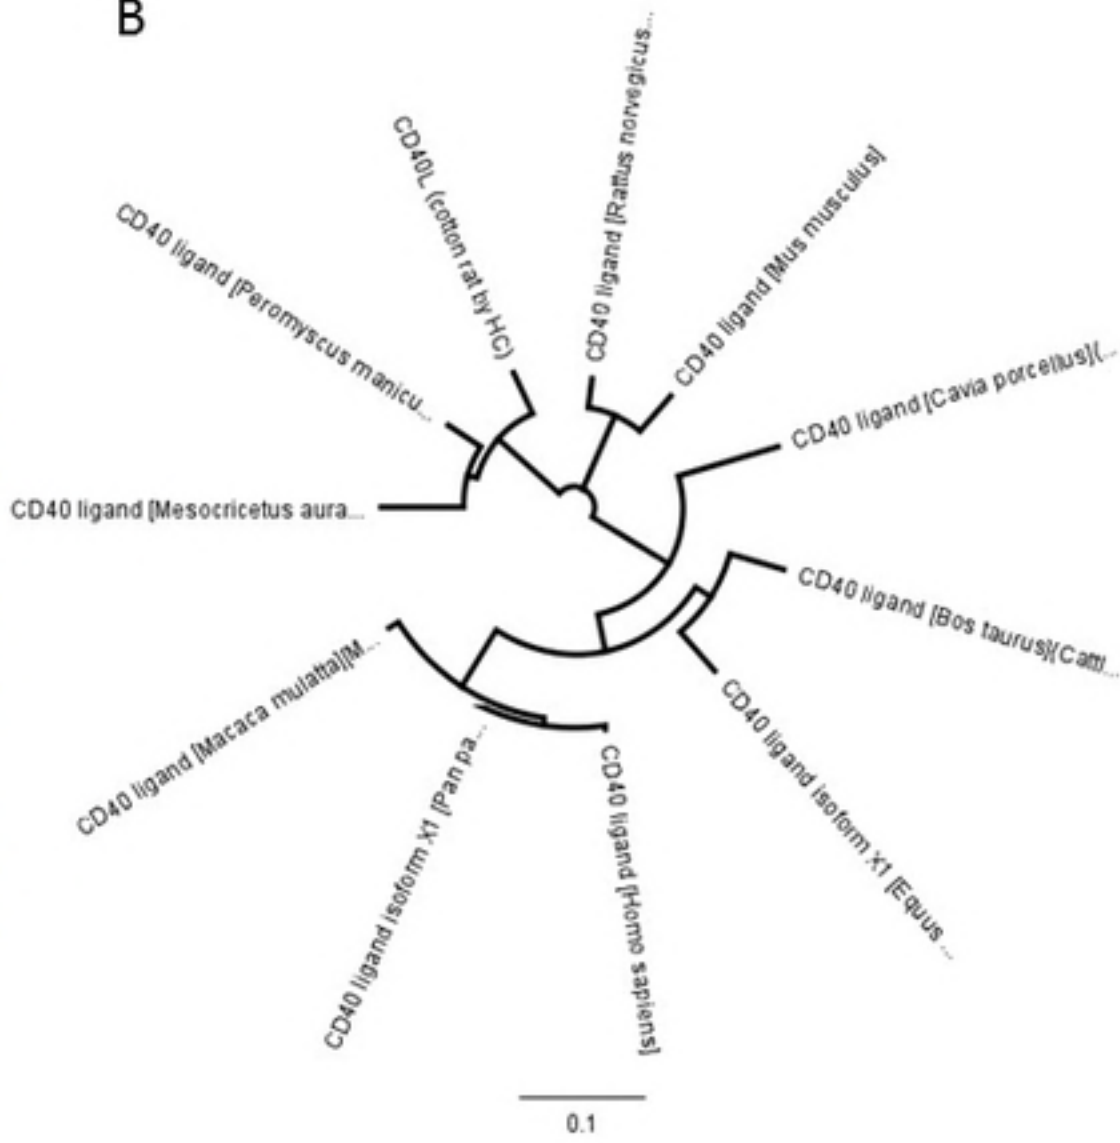 B
CD40 ligand [Rattus norvegicus...
CD40L (cotton rat by HC)
CD40 ligand [Mus musculus]
CD40 ligand [Peromyscus manicu...
CD40 ligand [Cavia porcellus](...
CD40 ligand [Mesocricetus aura...
CD40 ligand [Bos taurus](Cattl...
CD40 ligand [Macaca mulatta][M...
CD40 ligand isoform X1 [Equus ...
CD40 ligand isoform X1 [Pan pa...
CD40 ligand [Homo sapiens]
0.1